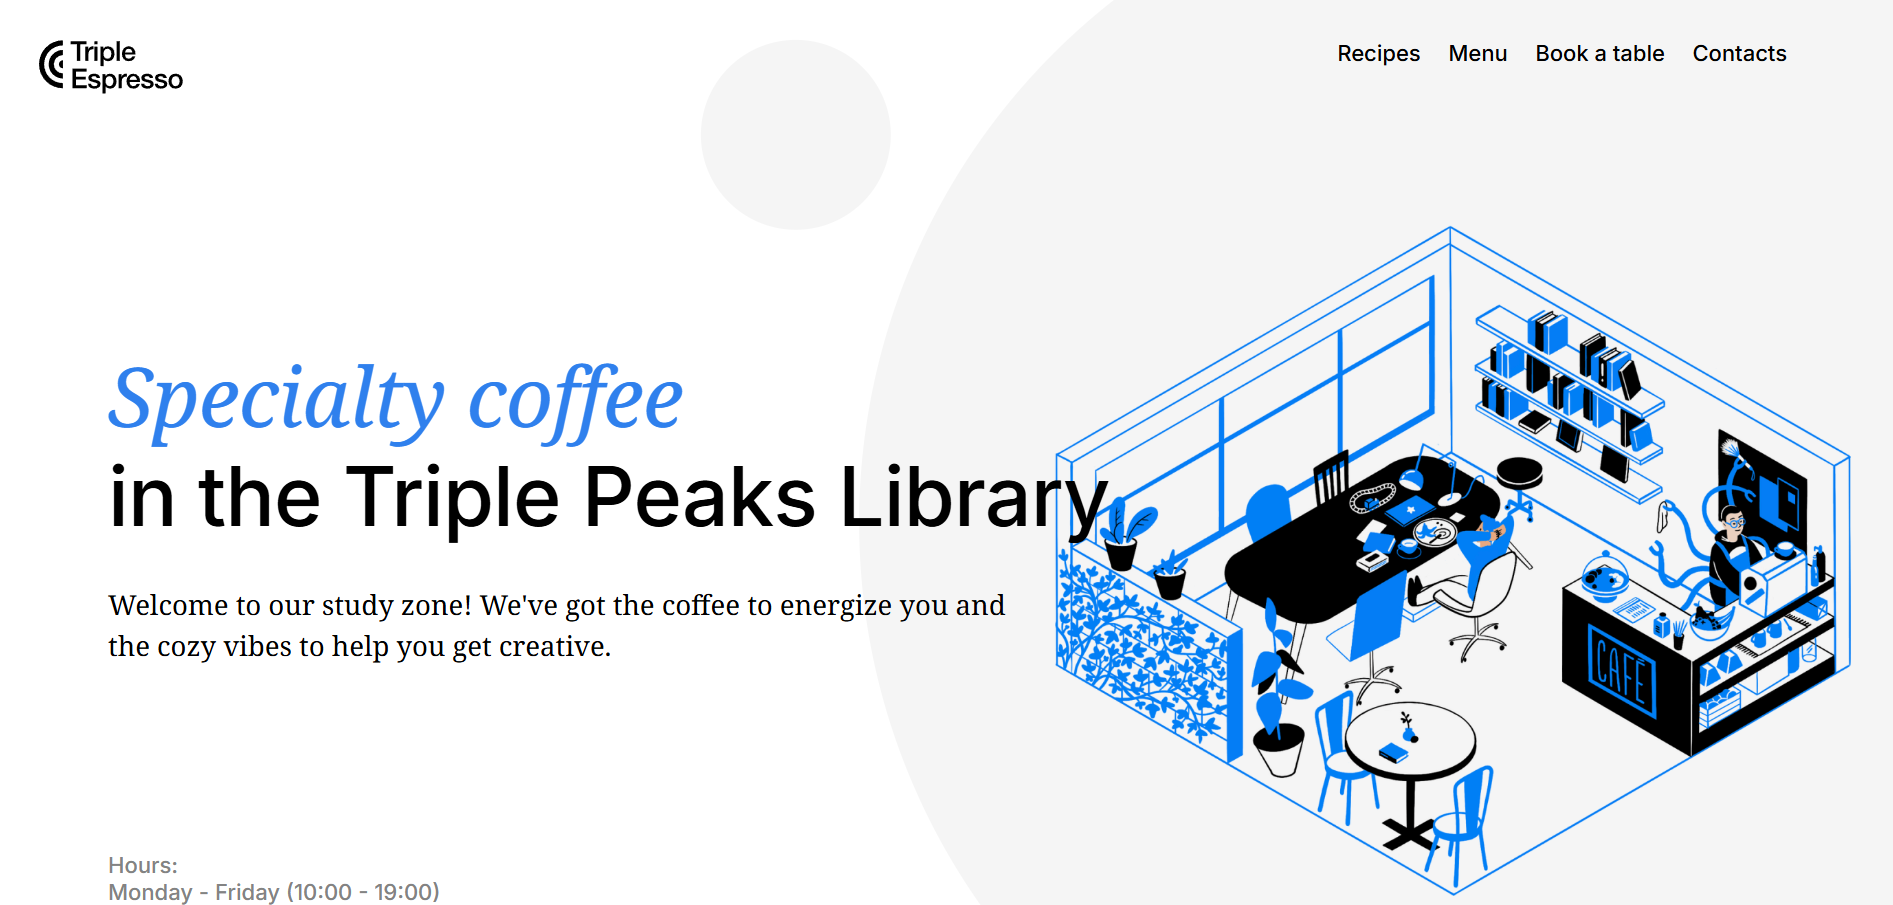 Triple
Espresso
Recipes Menu Book a table Contacts
Specialty coffee
in the Triple Peaks Library
Welcome to our study zone! We've got the coffee to energize you and
the cozy vibes to help you get creative.
CAFÉ
Hours:
Monday - Friday (10:00 - 19:00)